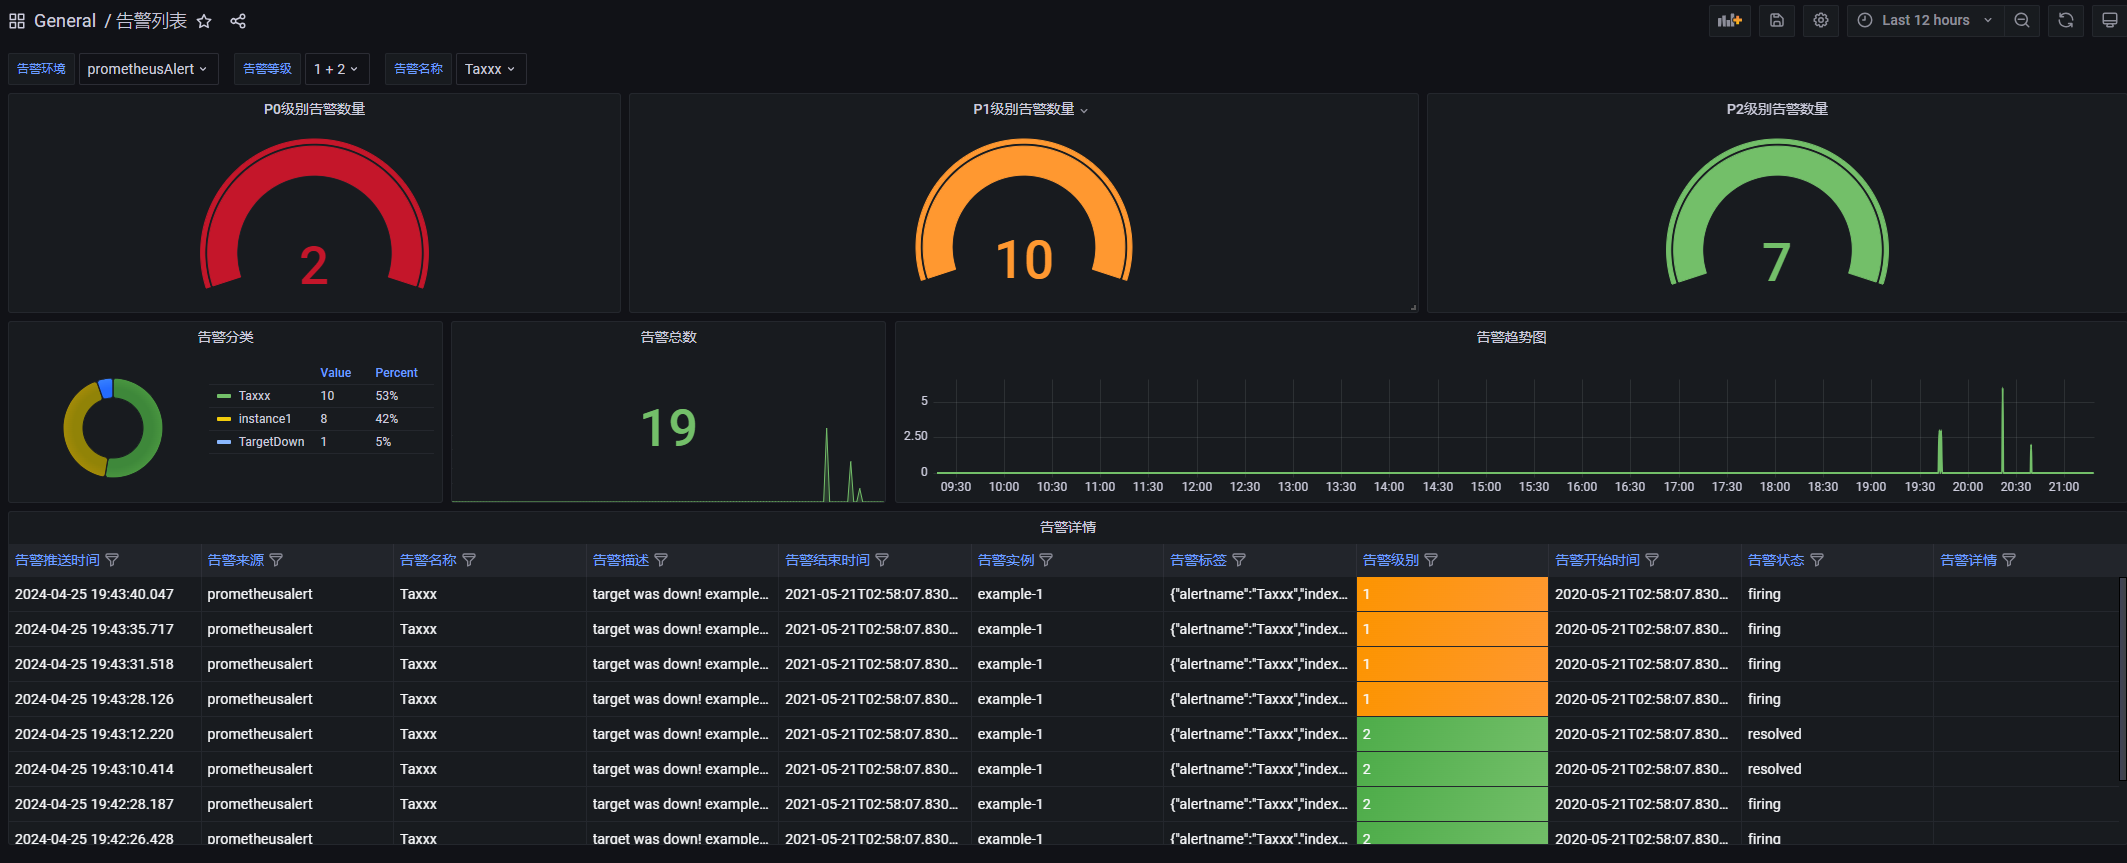 General / 告警列表
Last 12 hours
告警环境 prometheusAlert 告警等级 1 + 2 告警名称 Taxxx
P0级别告警数量
2
P1级别告警数量
10
P2级别告警数量
7
告警分类
Value Percent
Taxxx 10 53%
instance1 8 42%
TargetDown 1 5%
告警总数
19
告警趋势图
5
2.50
0
09:30 10:00 10:30 11:00 11:30 12:00 12:30 13:00 13:30 14:00 14:30 15:00 15:30 16:00 16:30 17:00 17:30 18:00 18:30 19:00 19:30 20:00 20:30 21:00
告警详情
告警推送时间 告警来源 告警名称 告警描述 告警结束时间 告警实例 告警标签 告警级别 告警开始时间 告警状态 告警详情
2024-04-25 19:43:40.047 prometheusalert Taxxx target was down! example... 2021-05-21T02:58:07.830... example-1 {"alertname":"Taxxx","index... 1 2020-05-21T02:58:07.830... firing
2024-04-25 19:43:35.717 prometheusalert Taxxx target was down! example... 2021-05-21T02:58:07.830... example-1 {"alertname":"Taxxx","index... 1 2020-05-21T02:58:07.830... firing
2024-04-25 19:43:31.518 prometheusalert Taxxx target was down! example... 2021-05-21T02:58:07.830... example-1 {"alertname":"Taxxx","index... 1 2020-05-21T02:58:07.830... firing
2024-04-25 19:43:28.126 prometheusalert Taxxx target was down! example... 2021-05-21T02:58:07.830... example-1 {"alertname":"Taxxx","index... 1 2020-05-21T02:58:07.830... firing
2024-04-25 19:43:12.220 prometheusalert Taxxx target was down! example... 2021-05-21T02:58:07.830... example-1 {"alertname":"Taxxx","index... 2 2020-05-21T02:58:07.830... resolved
2024-04-25 19:43:10.414 prometheusalert Taxxx target was down! example... 2021-05-21T02:58:07.830... example-1 {"alertname":"Taxxx","index... 2 2020-05-21T02:58:07.830... resolved
2024-04-25 19:42:28.187 prometheusalert Taxxx target was down! example... 2021-05-21T02:58:07.830... example-1 {"alertname":"Taxxx","index... 2 2020-05-21T02:58:07.830... firing
2024-04-25 19:42:26.428 prometheusalert Taxxx target was down! example... 2021-05-21T02:58:07.830... example-1 {"alertname":"Taxxx","index... 2 2020-05-21T02:58:07.830... firing